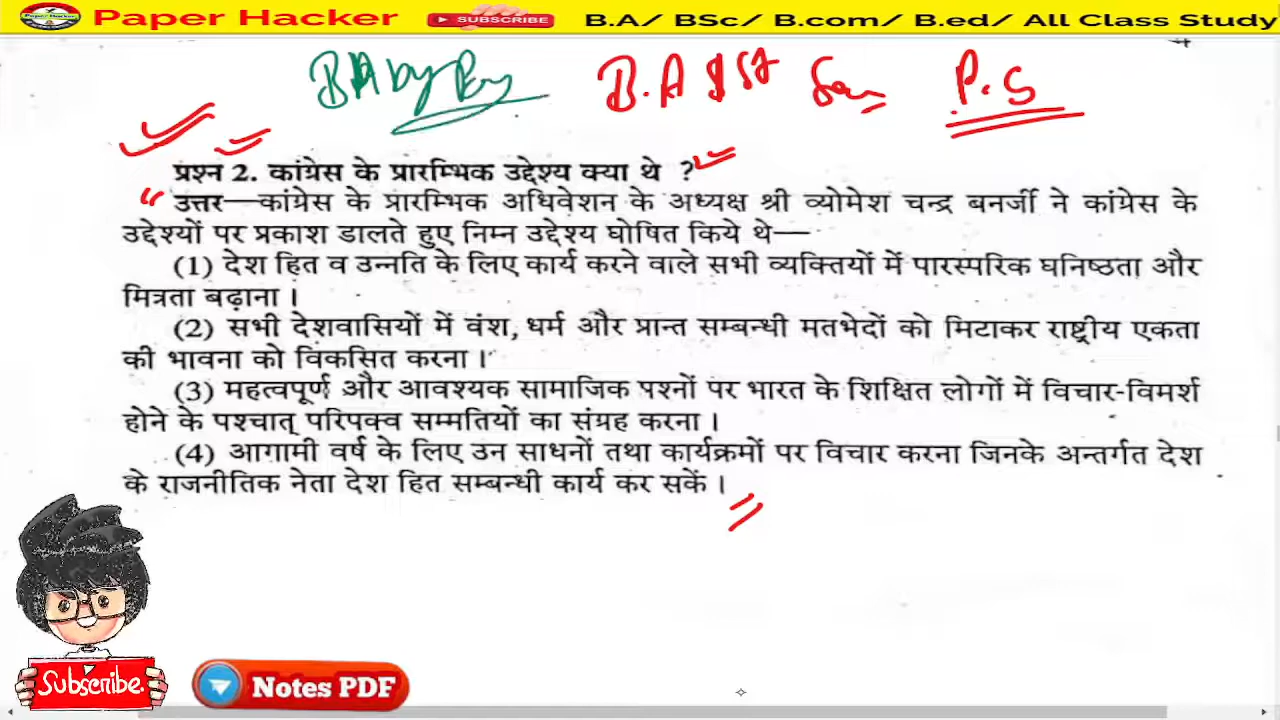 Paper Hacker
SUBSCRIBE
B.A/ BSc/ B.com/ B.ed/ All Class Study
B.A 1st Sem P.S
प्रश्न 2. कांग्रेस के प्रारम्भिक उद्देश्य क्या थे ?
उत्तर—कांग्रेस के प्रारम्भिक अधिवेशन के अध्यक्ष श्री व्योमेश चन्द्र बनर्जी ने कांग्रेस के
उद्देश्यों पर प्रकाश डालते हुए निम्न उद्देश्य घोषित किये थे—
(1) देश हित व उन्नति के लिए कार्य करने वाले सभी व्यक्तियों में पारस्परिक घनिष्ठता और
मित्रता बढ़ाना ।
(2) सभी देशवासियों में वंश, धर्म और प्रान्त सम्बन्धी मतभेदों को मिटाकर राष्ट्रीय एकता
की भावना को विकसित करना ।
(3) महत्वपूर्ण और आवश्यक सामाजिक पश्नों पर भारत के शिक्षित लोगों में विचार-विमर्श
होने के पश्चात् परिपक्व सम्मतियों का संग्रह करना ।
(4) आगामी वर्ष के लिए उन साधनों तथा कार्यक्रमों पर विचार करना जिनके अन्तर्गत देश
के राजनीतिक नेता देश हित सम्बन्धी कार्य कर सकें ।
Subscribe.
Notes PDF